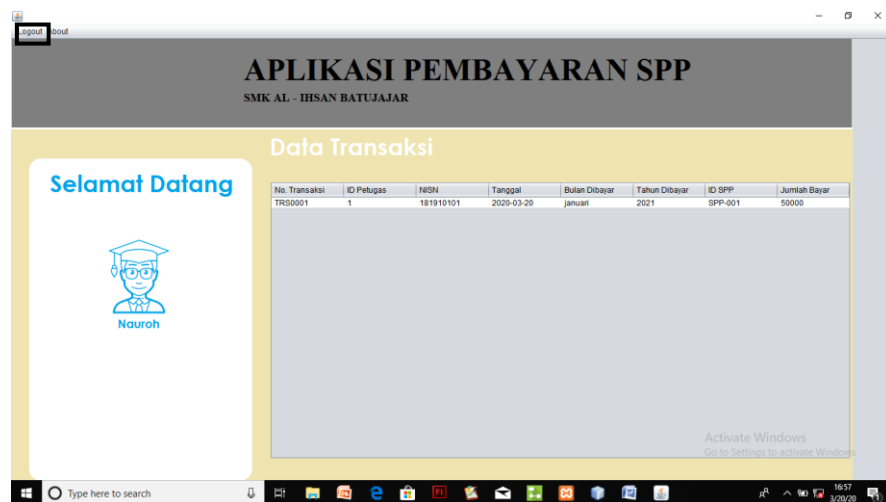 Logout About
APLIKASI PEMBAYARAN SPP
SMK AL - IHSAN BATUJAJAR
Data Transaksi
Selamat Datang
Nauroh
No. Transaksi ID Petugas NISN Tanggal Bulan Dibayar Tahun Dibayar ID SPP Jumlah Bayar
TRS0001 1 181910101 2020-03-20 januari 2021 SPP-001 50000
Activate Windows
Go to Settings to activate Windows.
Type here to search
16:57
3/20/20